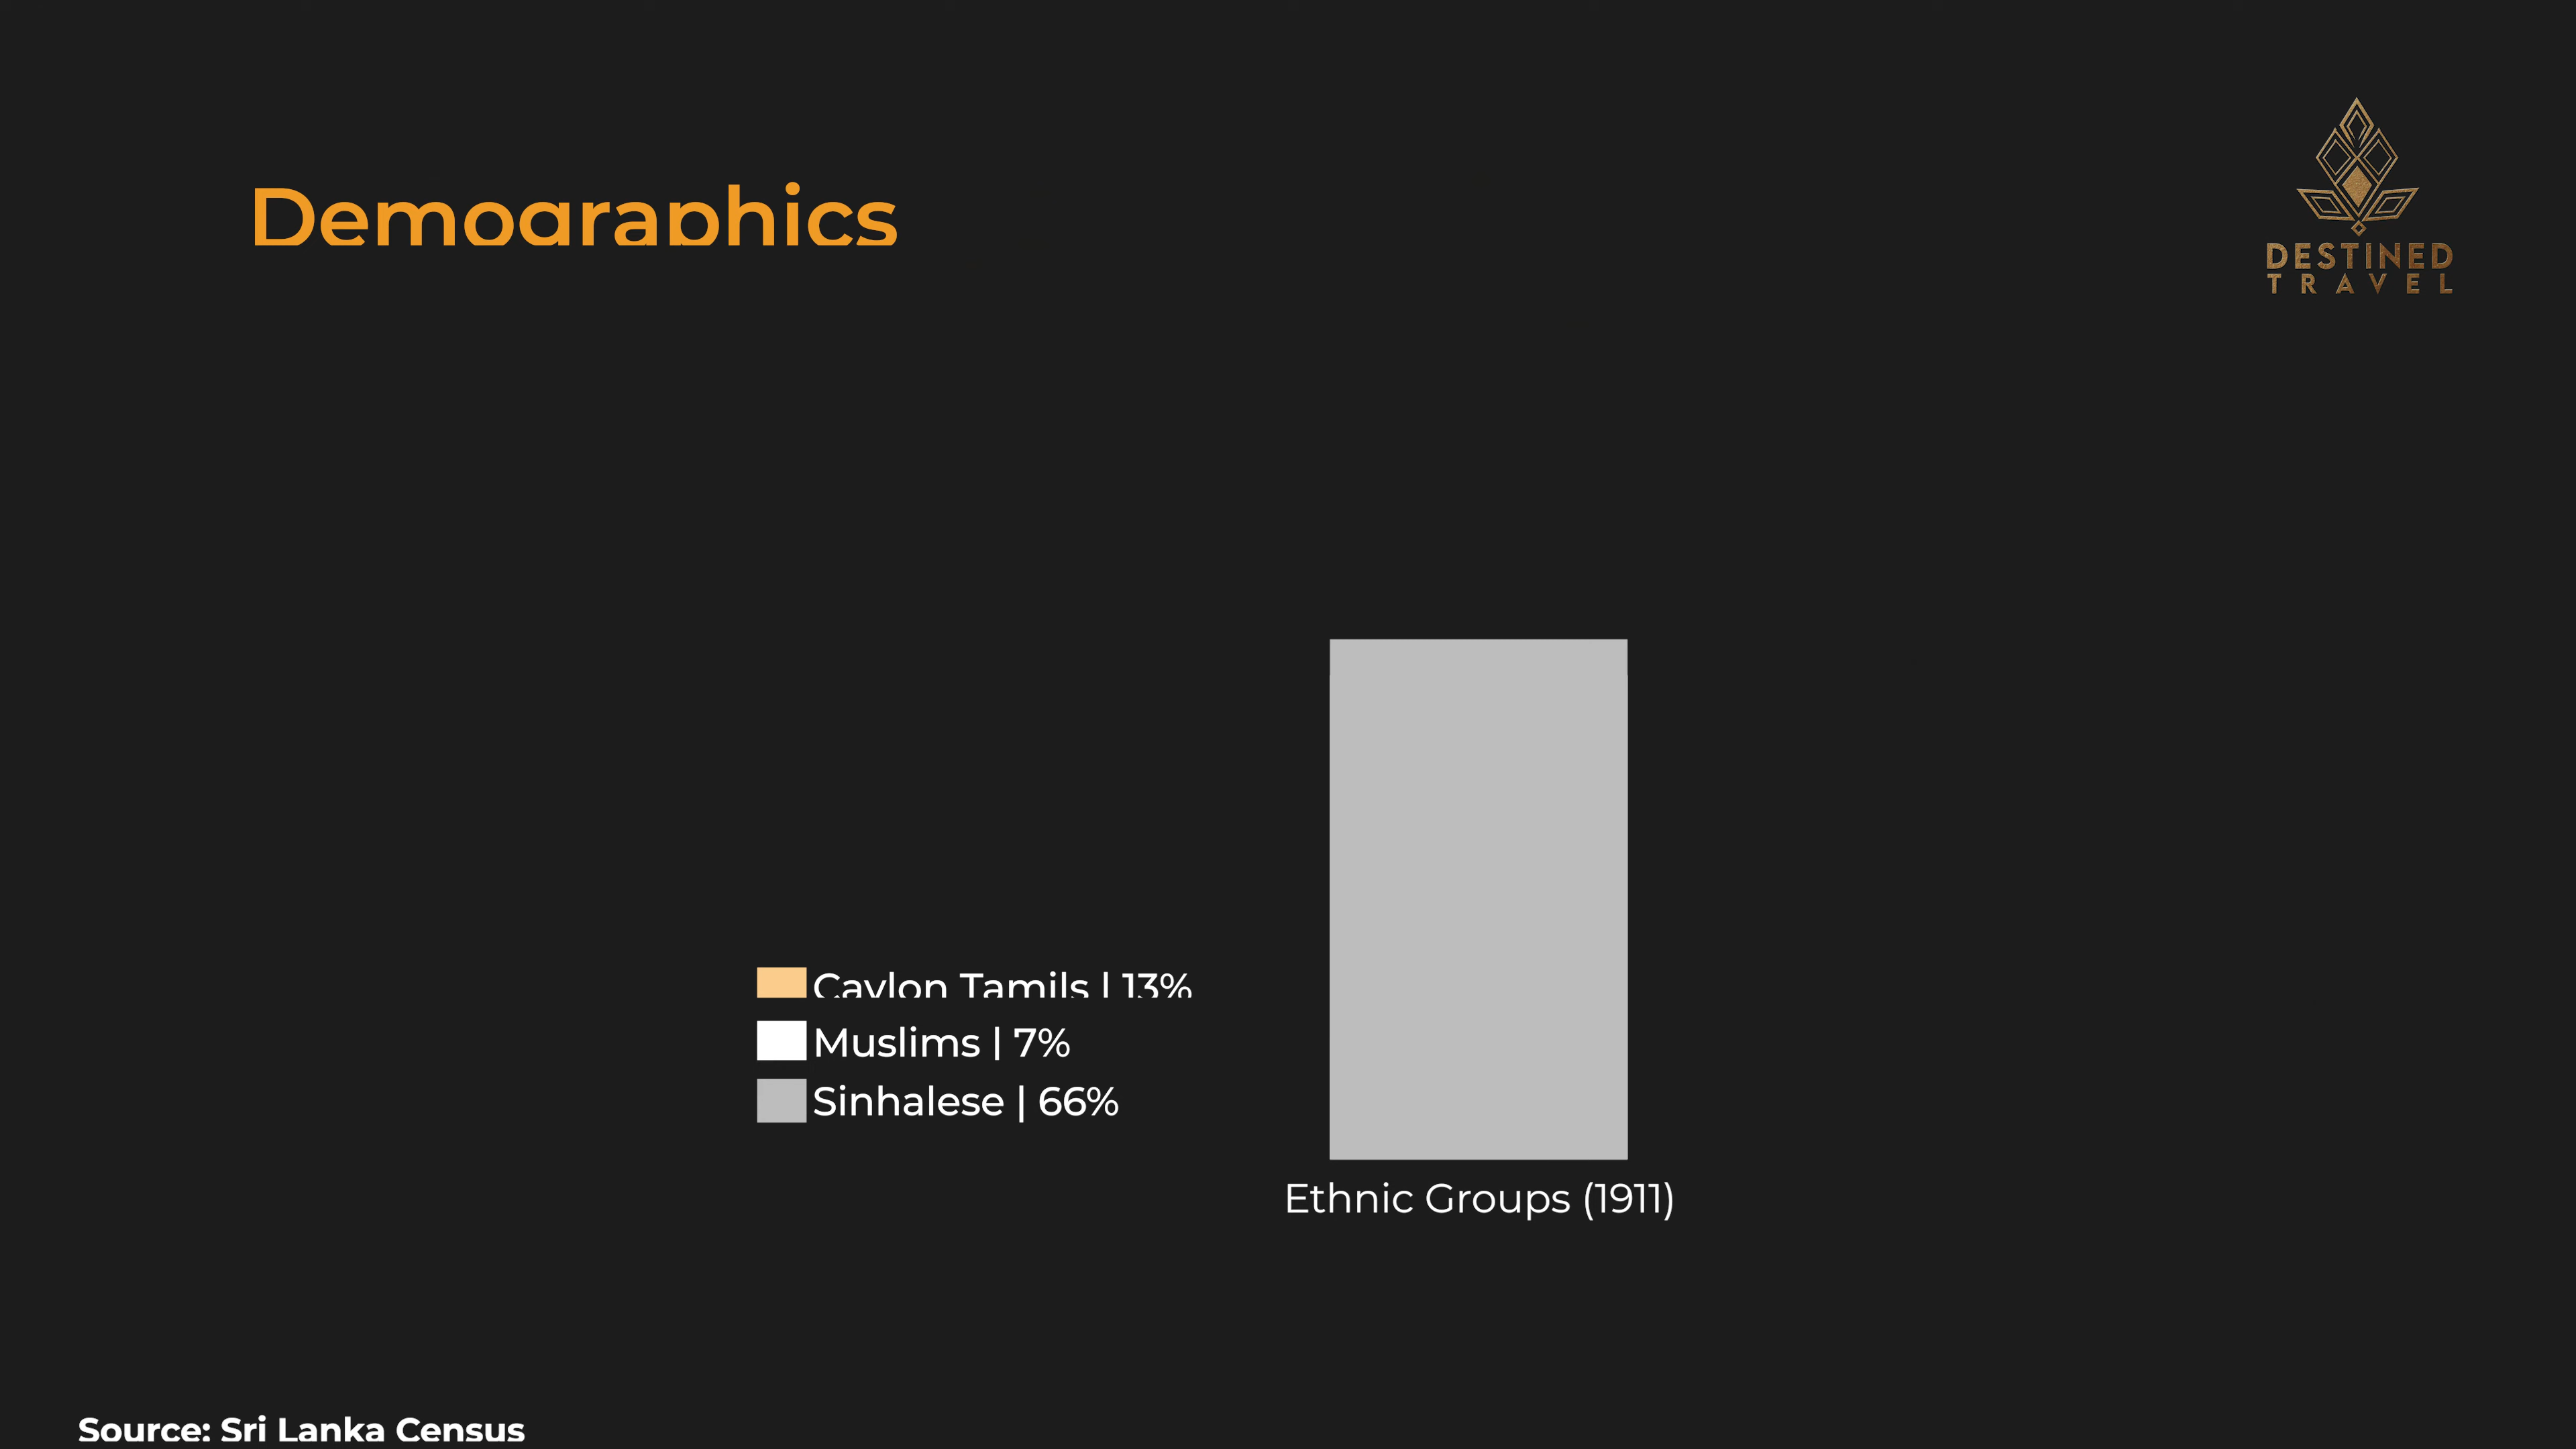 Demographics
DESTINED
TRAVEL
Caylon Tamils | 13%
Muslims | 7%
Sinhalese | 66%
Ethnic Groups (1911)
Source: Sri Lanka Census